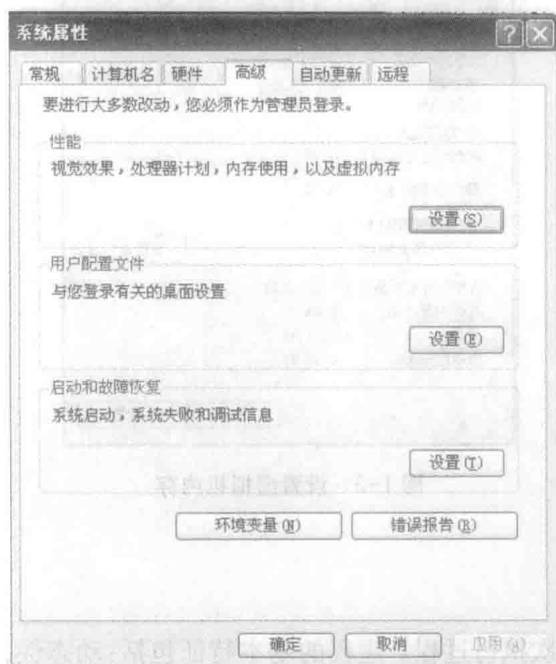 系统属性
常规 计算机名 硬件 高级 自动更新 远程
要进行大多数改动，您必须作为管理员登录。
性能
视觉效果，处理器计划，内存使用，以及虚拟内存
设置(S)
用户配置文件
与您登录有关的桌面设置
设置(E)
启动和故障恢复
系统启动，系统失败和调试信息
设置(T)
环境变量(N) 错误报告(R)
确定 取消 应用(A)